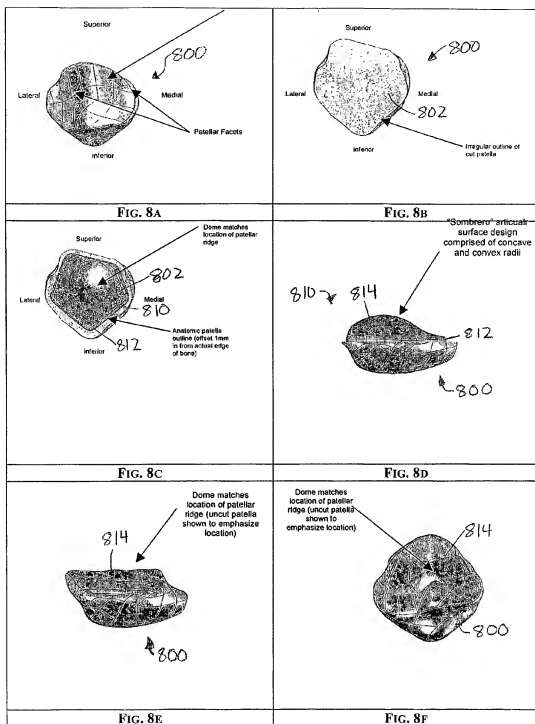 Superior
800
Lateral
Medial
Patellar Facets
Inferior
FIG. 8A
Superior
800
Lateral
Medial
802
Inferior
Irregular outline of
cut patella
FIG. 8B
Dome matches
location of patellar
ridge
Superior
802
Lateral
Medial
810
Anatomic patella
outline (offset 1mm
in from actual edge
of bone)
812
Inferior
FIG. 8C
"Sombrero" articualr
surface design
comprised of concave
and convex radii
810
814
812
800
FIG. 8D
Dome matches
location of patellar
ridge (uncut patella
shown to emphasize
location)
814
800
FIG. 8E
Dome matches
location of patellar
ridge (uncut patella
shown to emphasize
location)
814
800
FIG. 8F